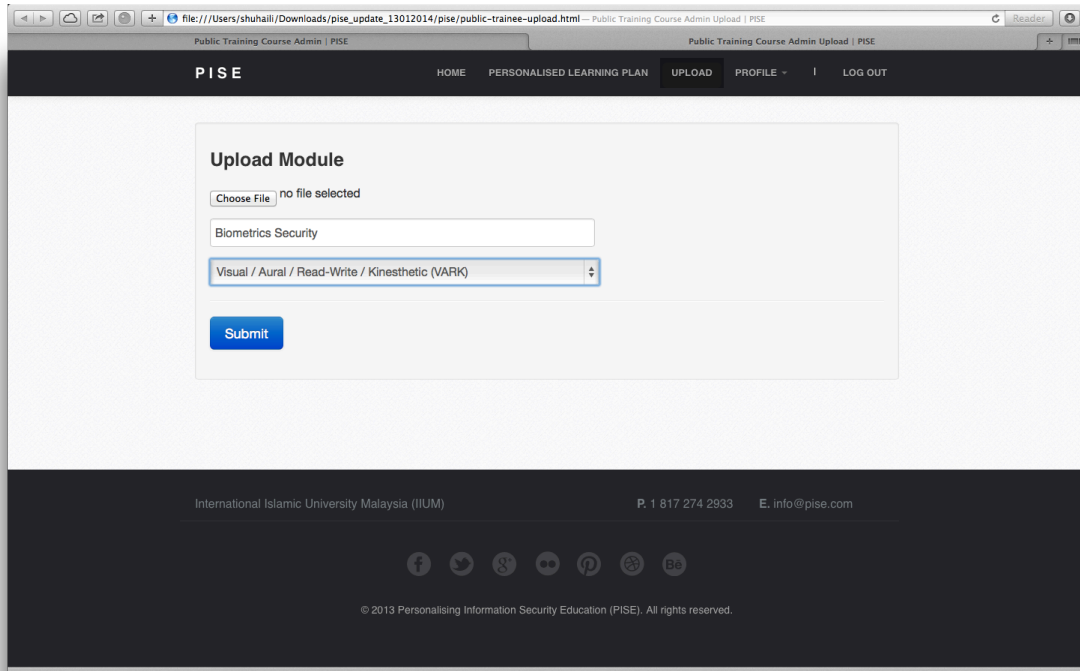 file:///Users/shuhaili/Downloads/pise_update_13012014/pise/public-trainee-upload.html — Public Training Course Admin Upload | PISE
Reader
Public Training Course Admin | PISE
Public Training Course Admin Upload | PISE
PISE
HOME PERSONALISED LEARNING PLAN UPLOAD PROFILE | LOG OUT
Upload Module
Choose File no file selected
Biometrics Security
Visual / Aural / Read-Write / Kinesthetic (VARK)
Submit
International Islamic University Malaysia (IIUM) P. 1 817 274 2933 E. info@pise.com
© 2013 Personalising Information Security Education (PISE). All rights reserved.